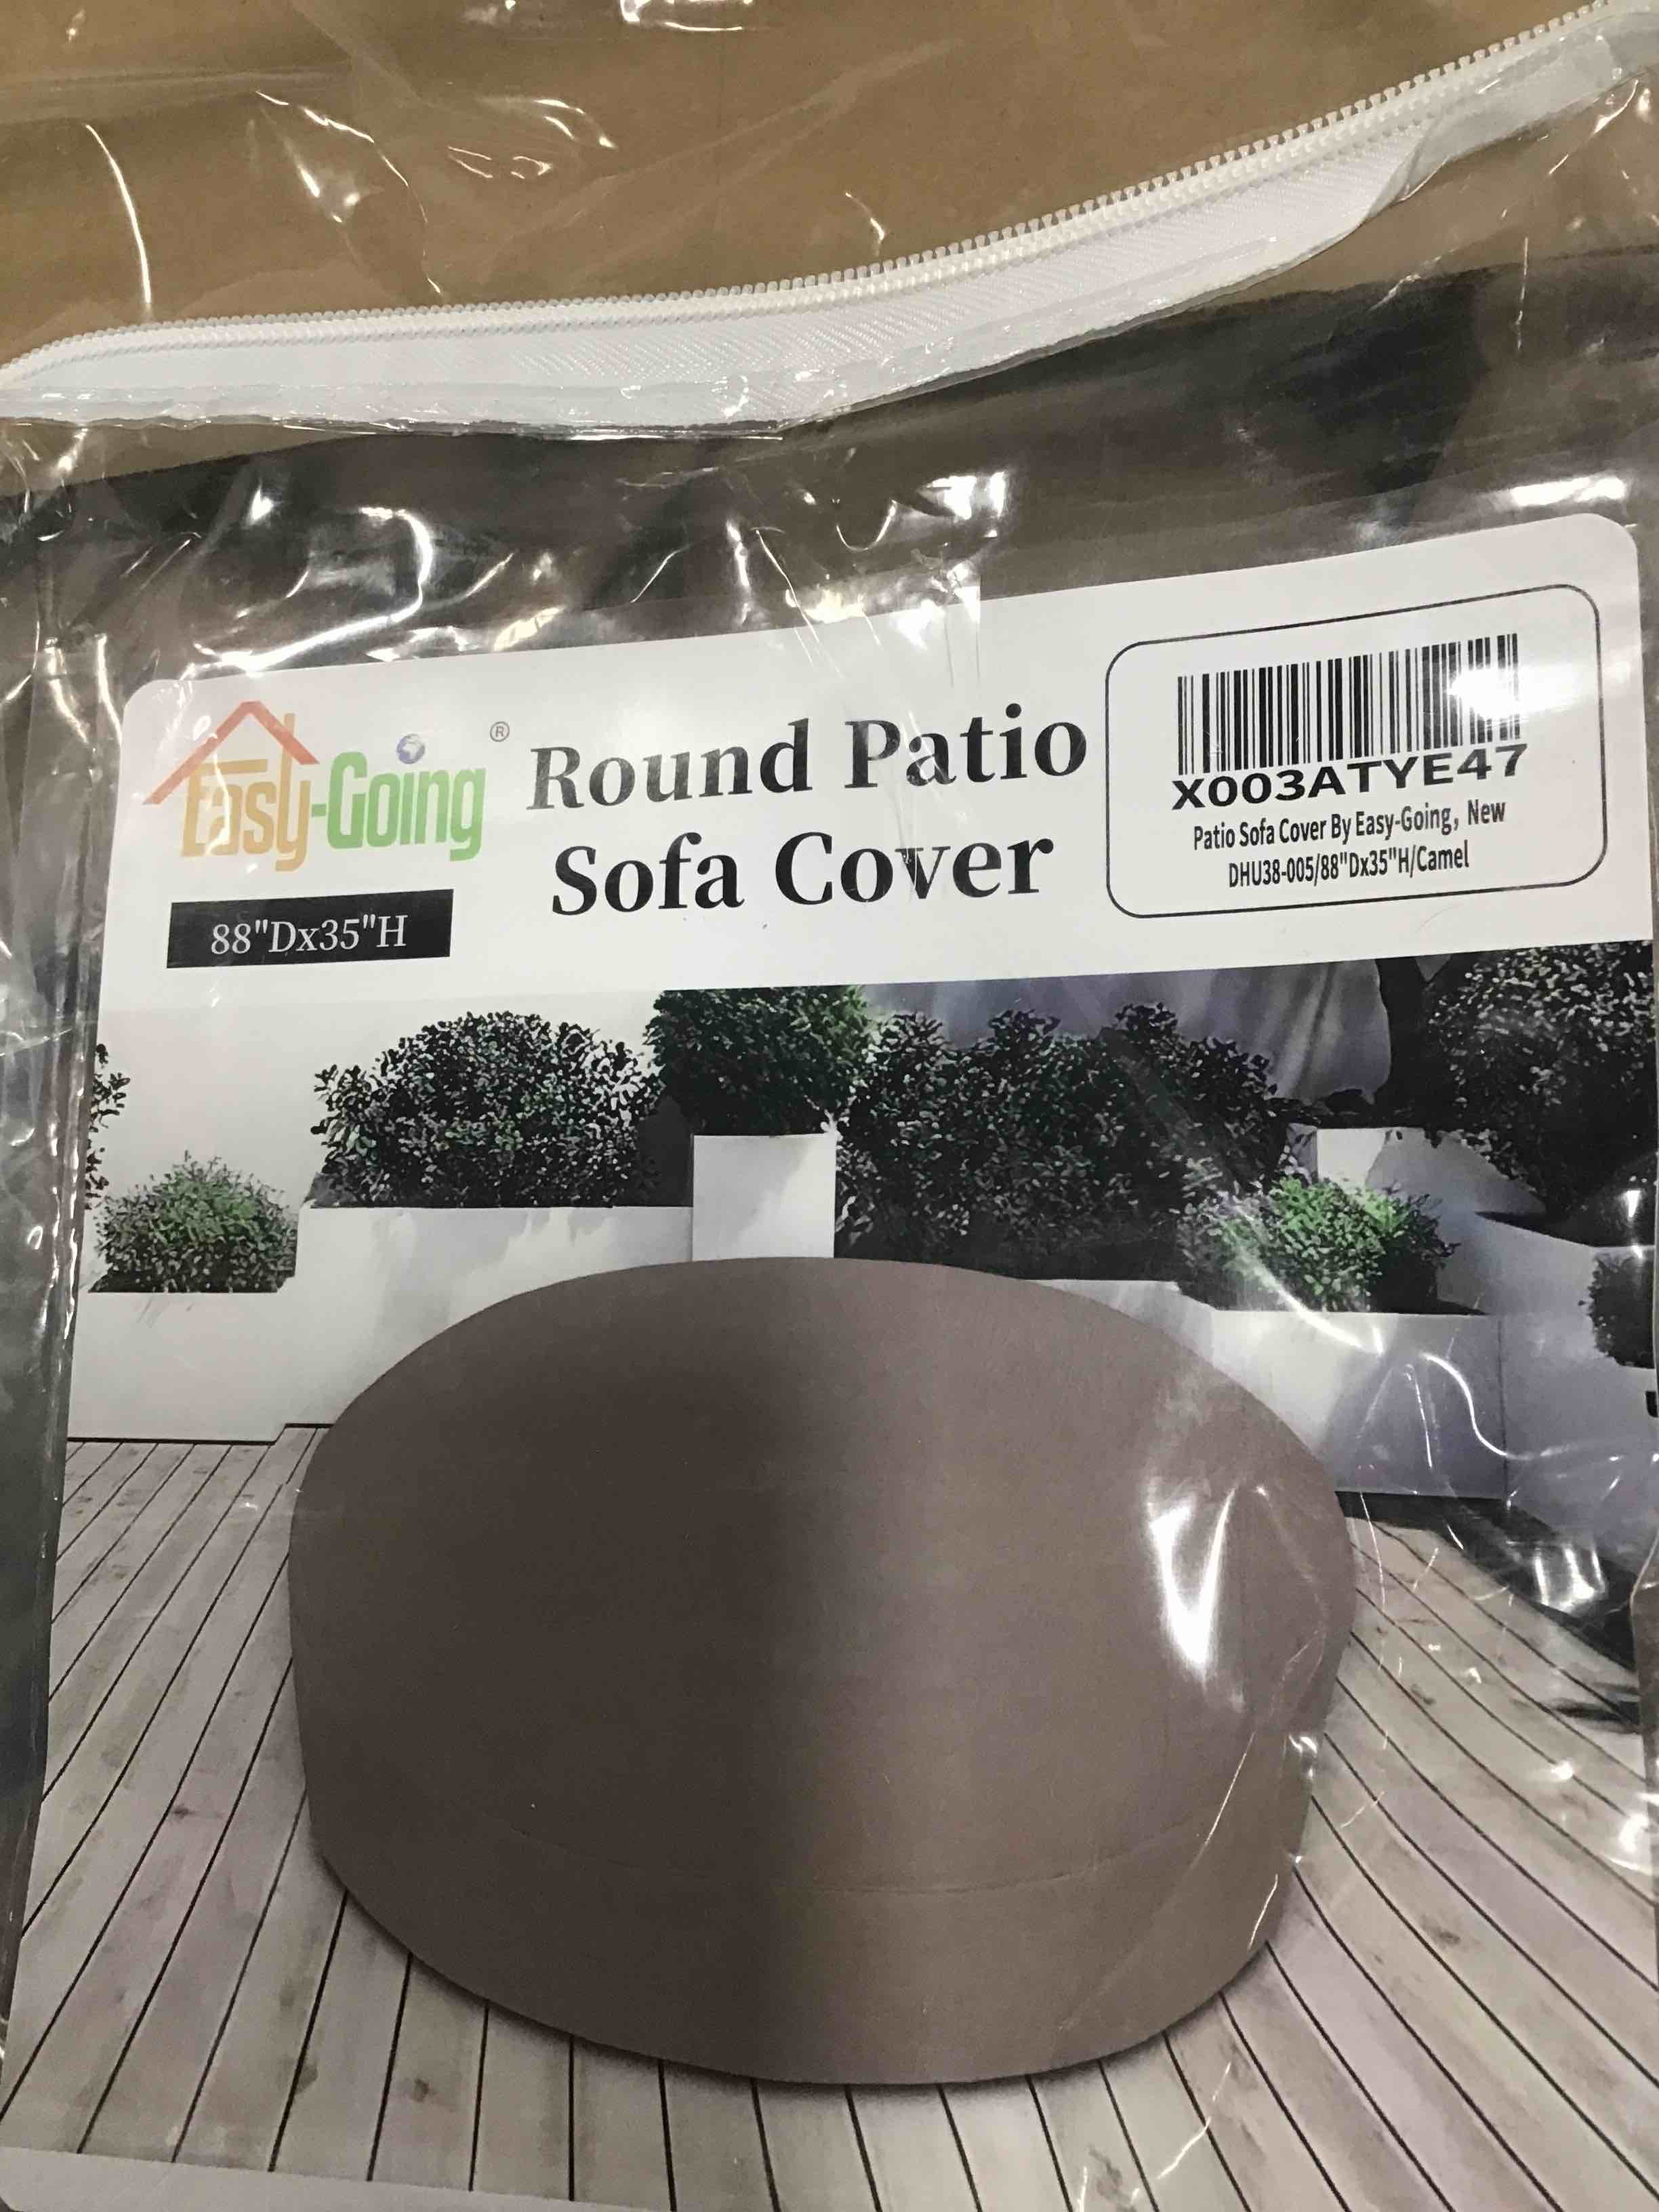 Easy-Going®
88"Dx35"H
Round Patio
Sofa Cover
X003ATYE47
Patio Sofa Cover By Easy-Going, New
DHU38-005/88"Dx35"H/Camel